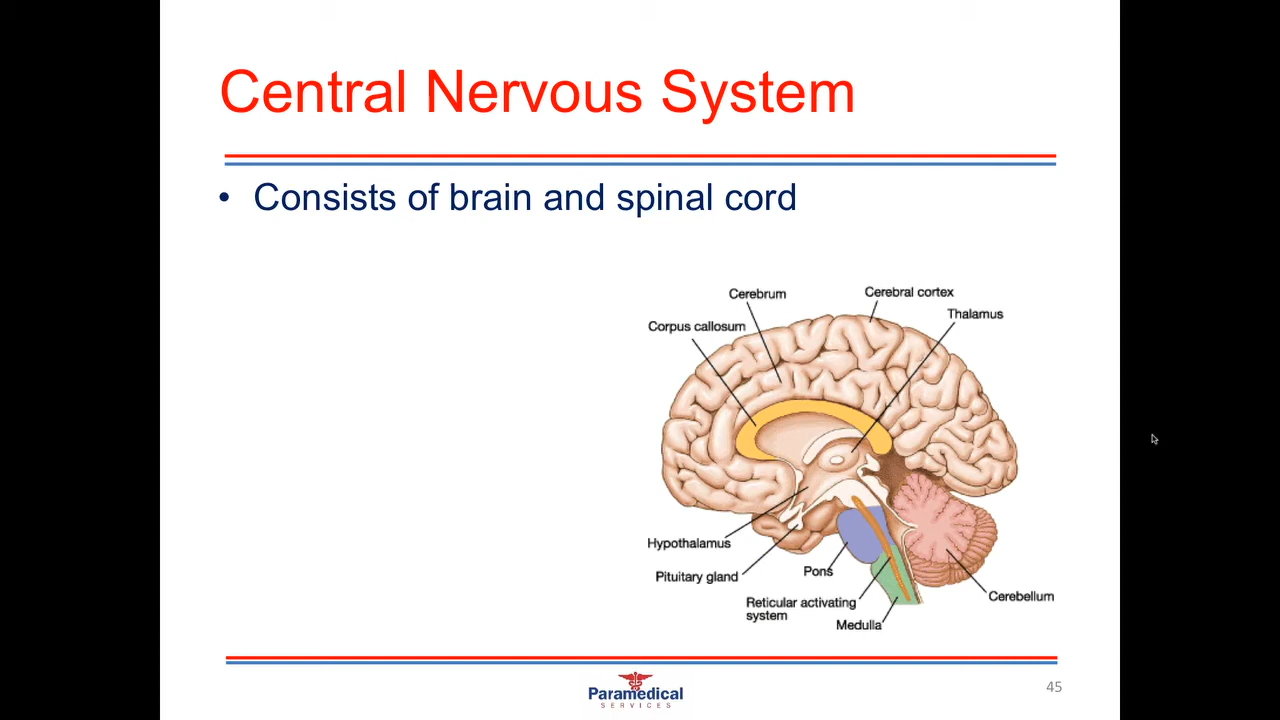 Central Nervous System
• Consists of brain and spinal cord
Cerebrum
Cerebral cortex
Thalamus
Corpus callosum
Hypothalamus
Pituitary gland
Pons
Reticular activating
system
Medulla
Cerebellum
Paramedical
SERVICES
45